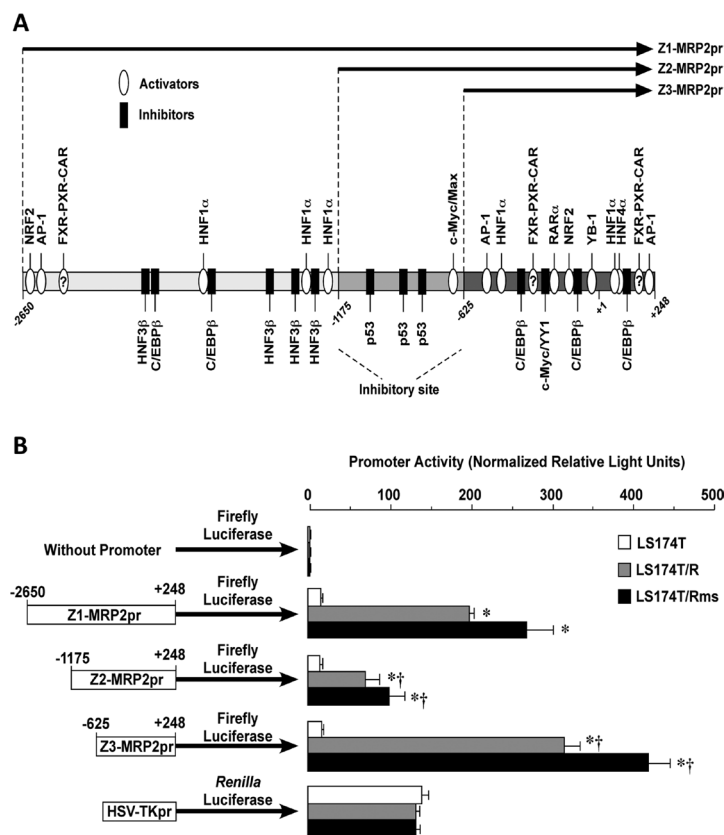 A
Z1-MRP2pr
Z2-MRP2pr
Z3-MRP2pr
Activators
Inhibitors
NRF2
AP-1
FXR-PXR-CAR
HNF1α
HNF1α
HNF1α
c-Myc/Max
AP-1
HNF1α
FXR-PXR-CAR
RARα
NRF2
YB-1
HNF1α
HNF4α
FXR-PXR-CAR
AP-1
?
?
?
-2650
-1175
-625
+1
+248
HNF3β
C/EBPβ
C/EBPβ
HNF3β
HNF3β
HNF3β
p53
p53
p53
C/EBPβ
c-Myc/YY1
C/EBPβ
C/EBPβ
Inhibitory site
B
Promoter Activity (Normalized Relative Light Units)
0 100 200 300 400 500
LS174T
LS174T/R
LS174T/Rms
Without Promoter
Firefly
Luciferase
-2650 +248
Z1-MRP2pr
Firefly
Luciferase
*
*
-1175 +248
Z2-MRP2pr
Firefly
Luciferase
*†
*†
-625 +248
Z3-MRP2pr
Firefly
Luciferase
*†
*†
HSV-TKpr
Renilla
Luciferase